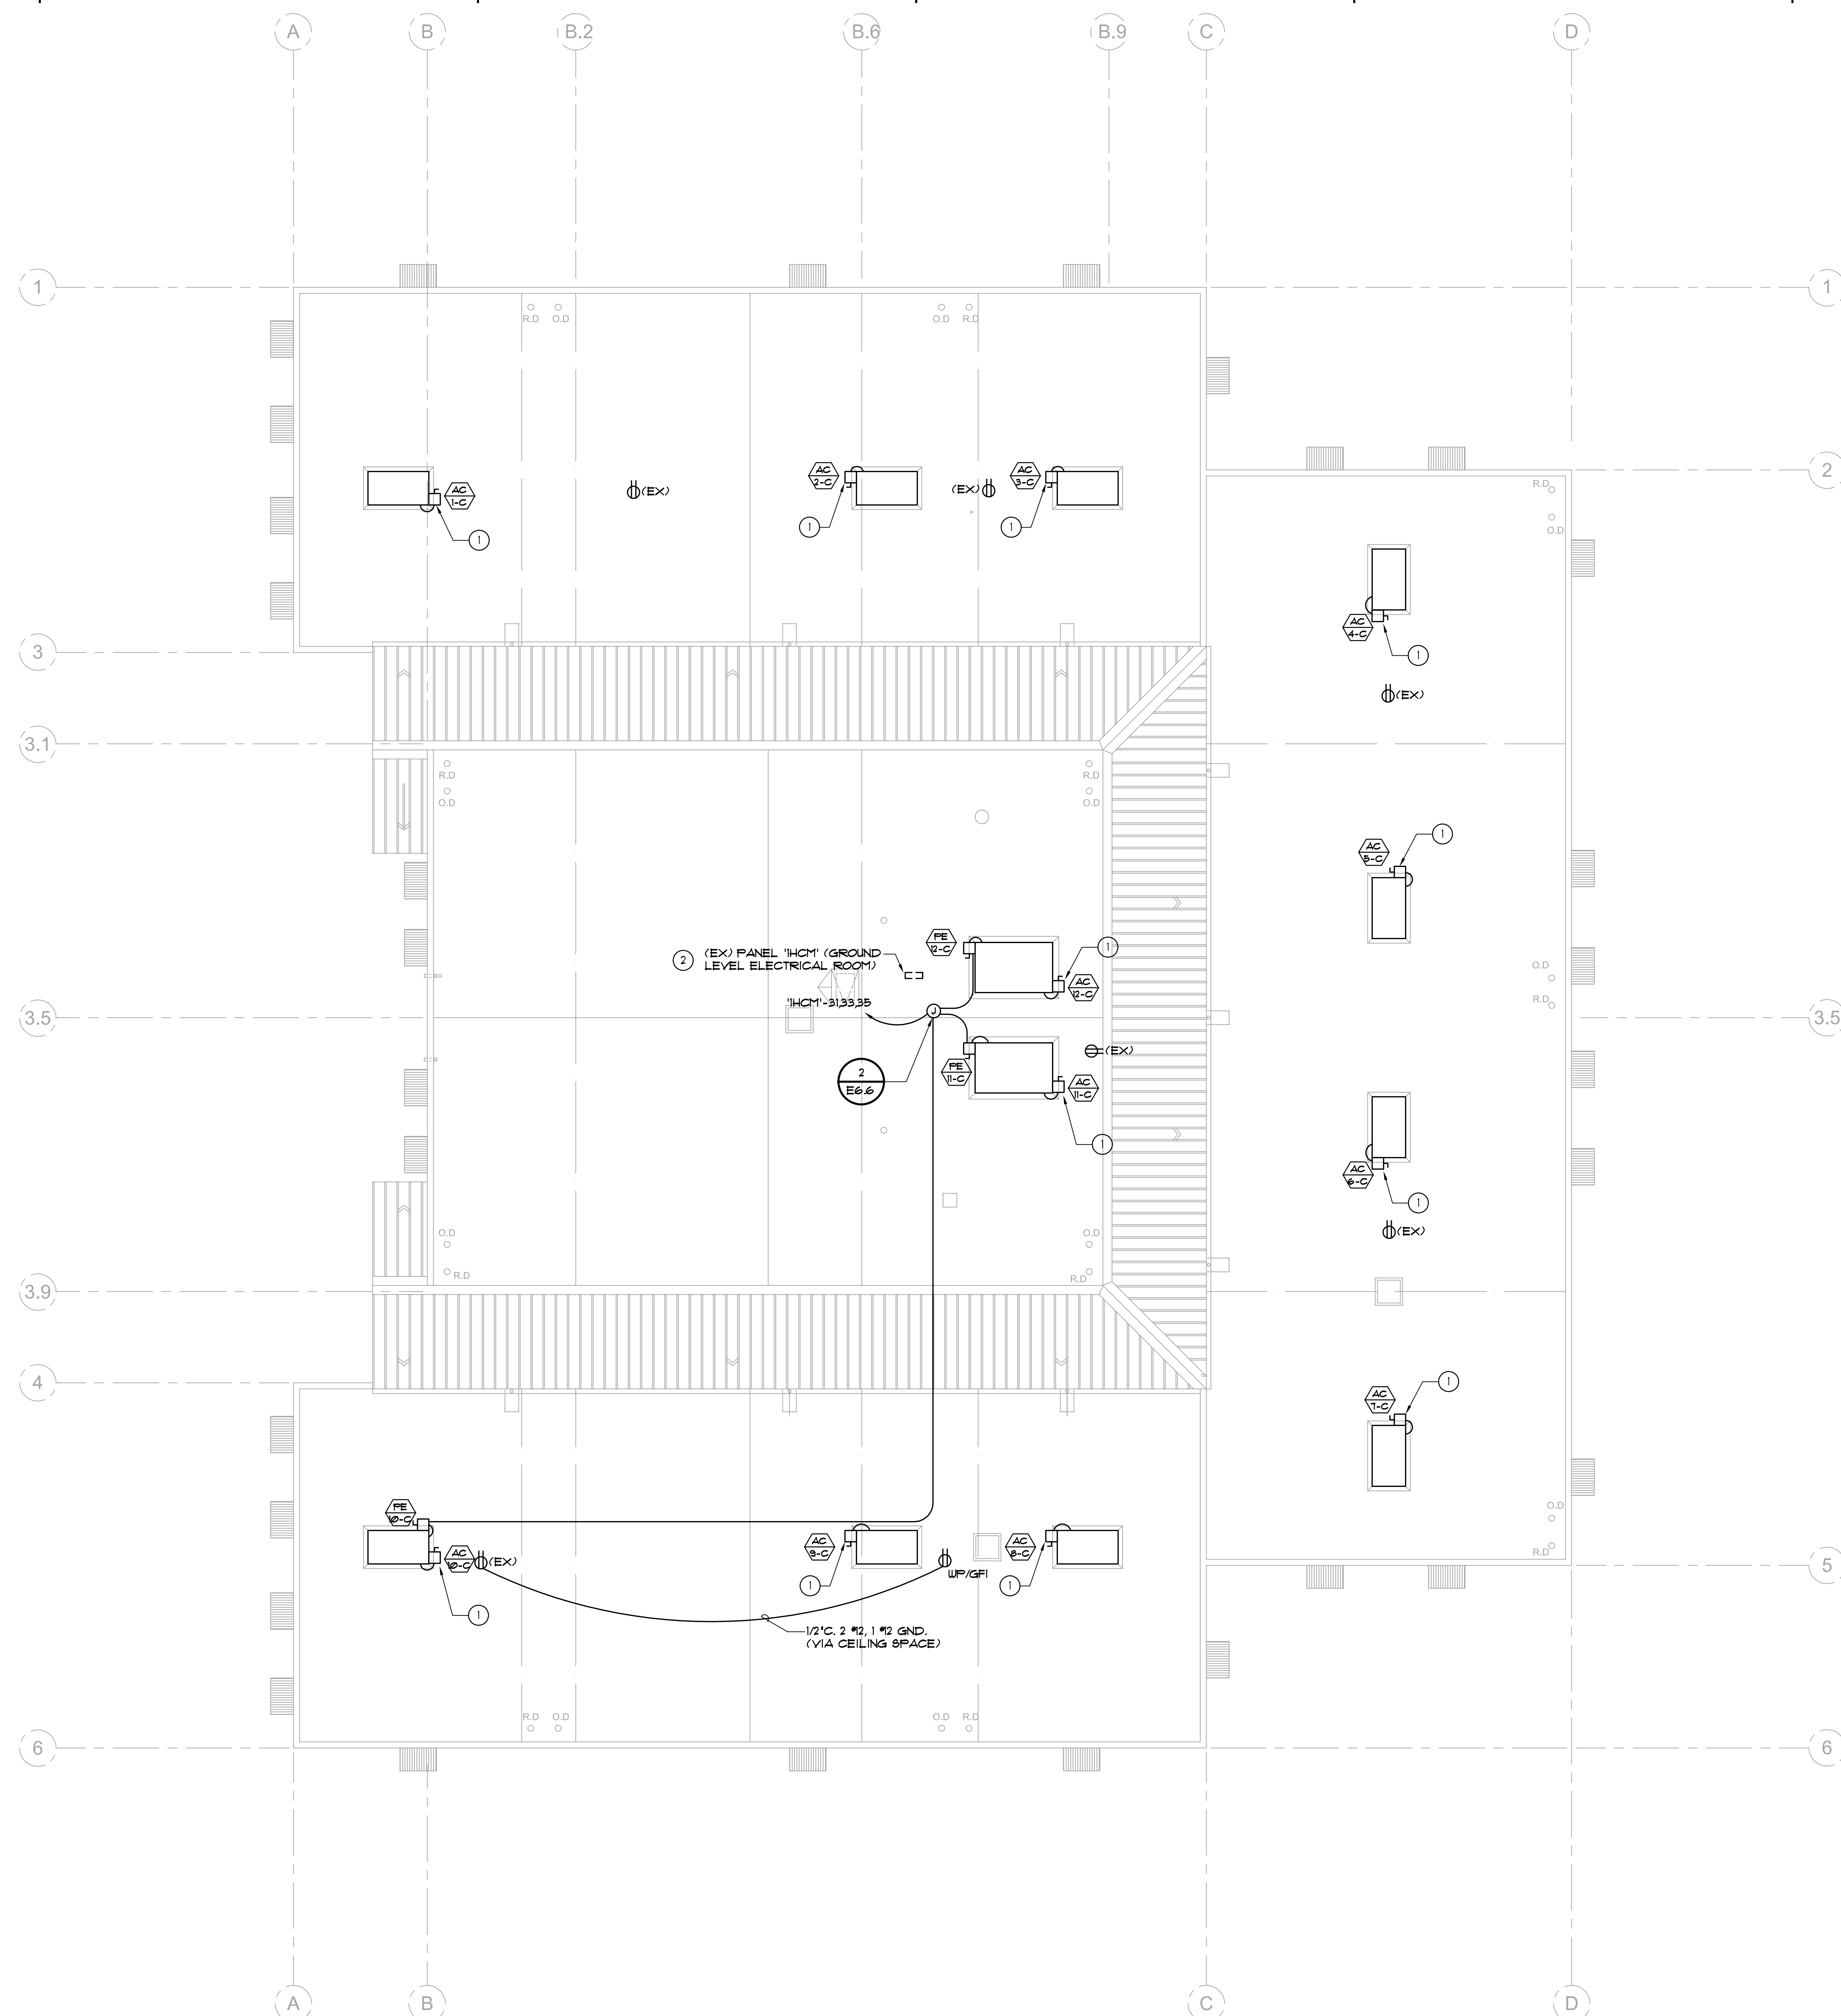 A B B.2 B.6 B.9 C D
1 1
R.D O.D O.D R.D
2
AC
1-C
(EX)
AC
2-C
(EX)
AC
3-C
R.D
O.D
1
1
1
AC
4-C
1
3
(EX)
3.1
R.D
O.D
R.D
O.D
AC
5-C
1
2
(EX) PANEL '1HCM' (GROUND
LEVEL ELECTRICAL ROOM)
PE
12-C
1
AC
12-C
O.D
R.D
'1HCM'-31,33,35
J
3.5 3.5
(EX)
2
E6.6
PE
11-C
AC
11-C
1
AC
6-C
1
(EX)
O.D
R.D
O.D
R.D
3.9
4
AC
7-C
1
PE
10-C
AC
10-C
(EX)
AC
9-C
AC
8-C
WP/GFI
O.D
R.D
5
1
1
1
1/2"C. 2 #12, 1 #12 GND.
(VIA CEILING SPACE)
R.D O.D O.D R.D
6 6
A B C D